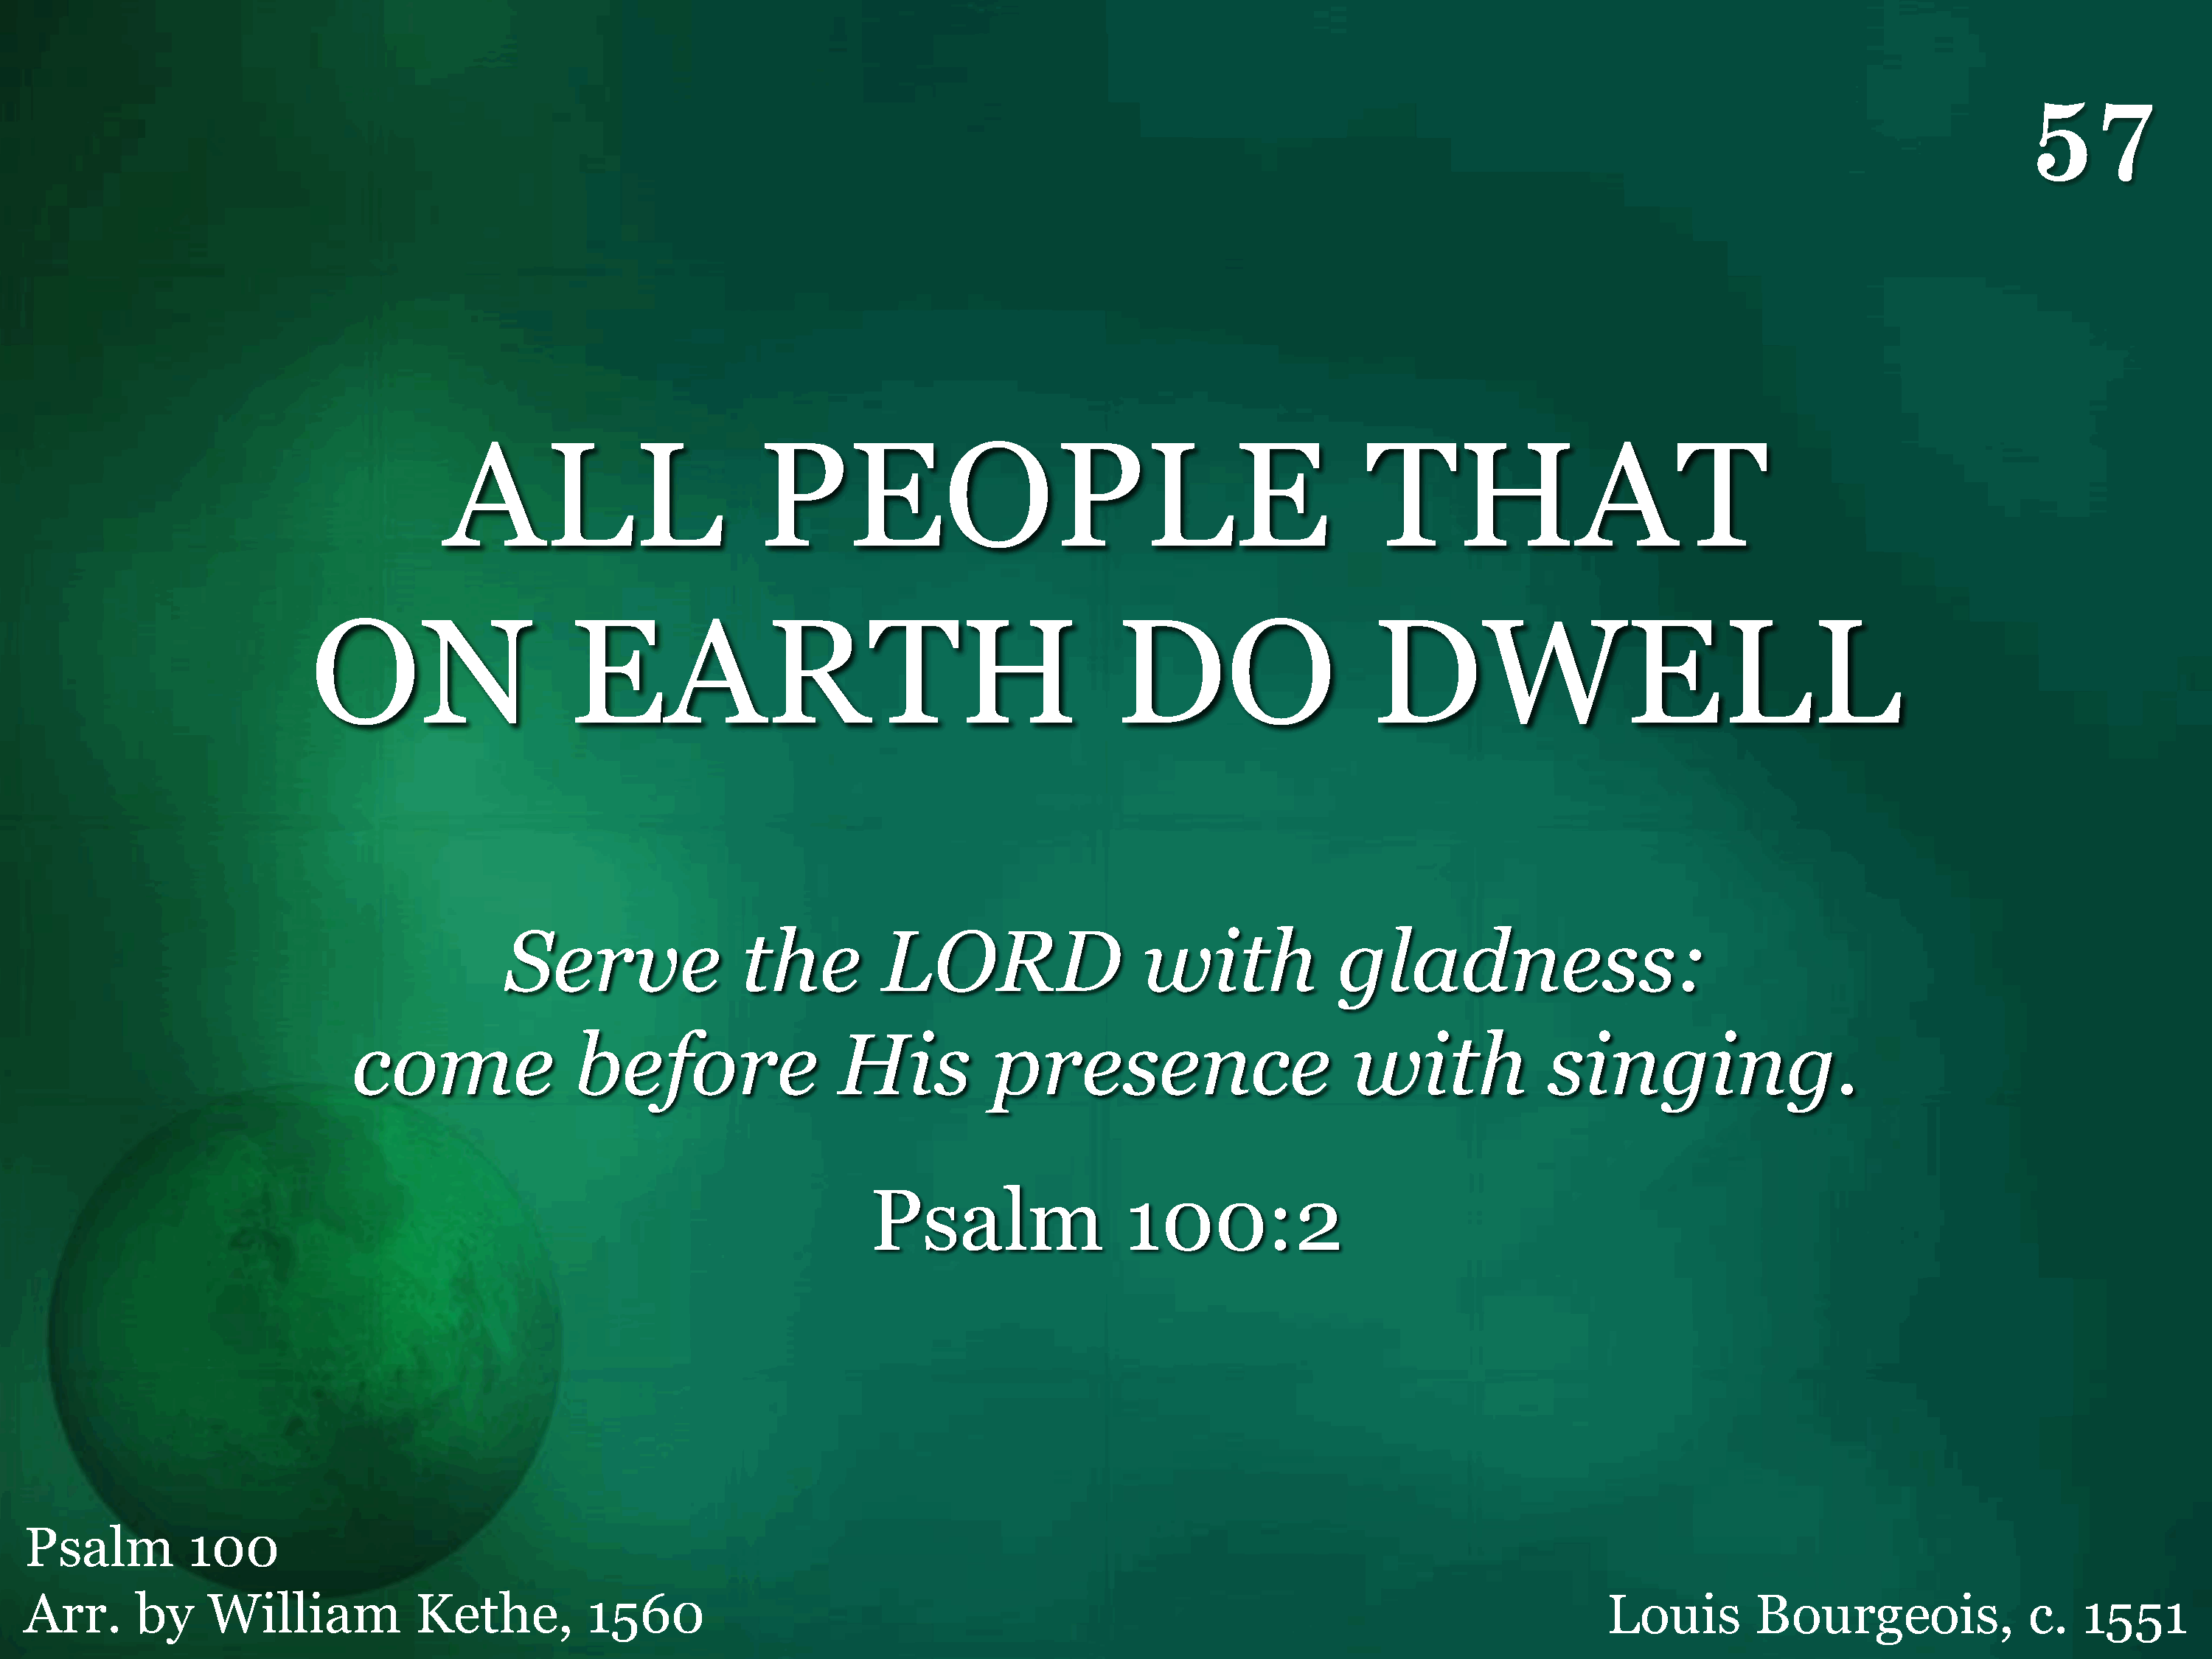 57
ALL PEOPLE THAT
ON EARTH DO DWELL
Serve the LORD with gladness:
come before His presence with singing.
Psalm 100:2
Psalm 100
Arr. by William Kethe, 1560
Louis Bourgeois, c. 1551